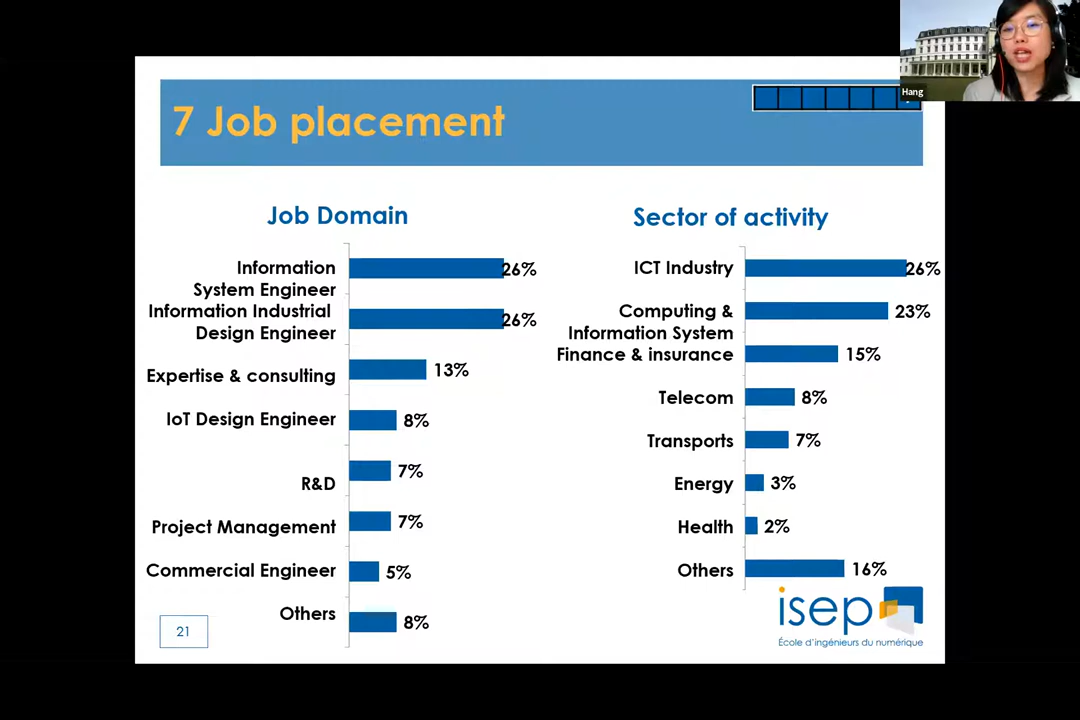 Hang
7 Job placement
Job Domain
Information
System Engineer
26%
Information Industrial
Design Engineer
26%
Expertise & consulting
13%
IoT Design Engineer
8%
R&D
7%
Project Management
7%
Commercial Engineer
5%
Others
8%
Sector of activity
ICT Industry
26%
Computing &
Information System
23%
Finance & insurance
15%
Telecom
8%
Transports
7%
Energy
3%
Health
2%
Others
16%
21
isep
École d'ingénieurs du numérique